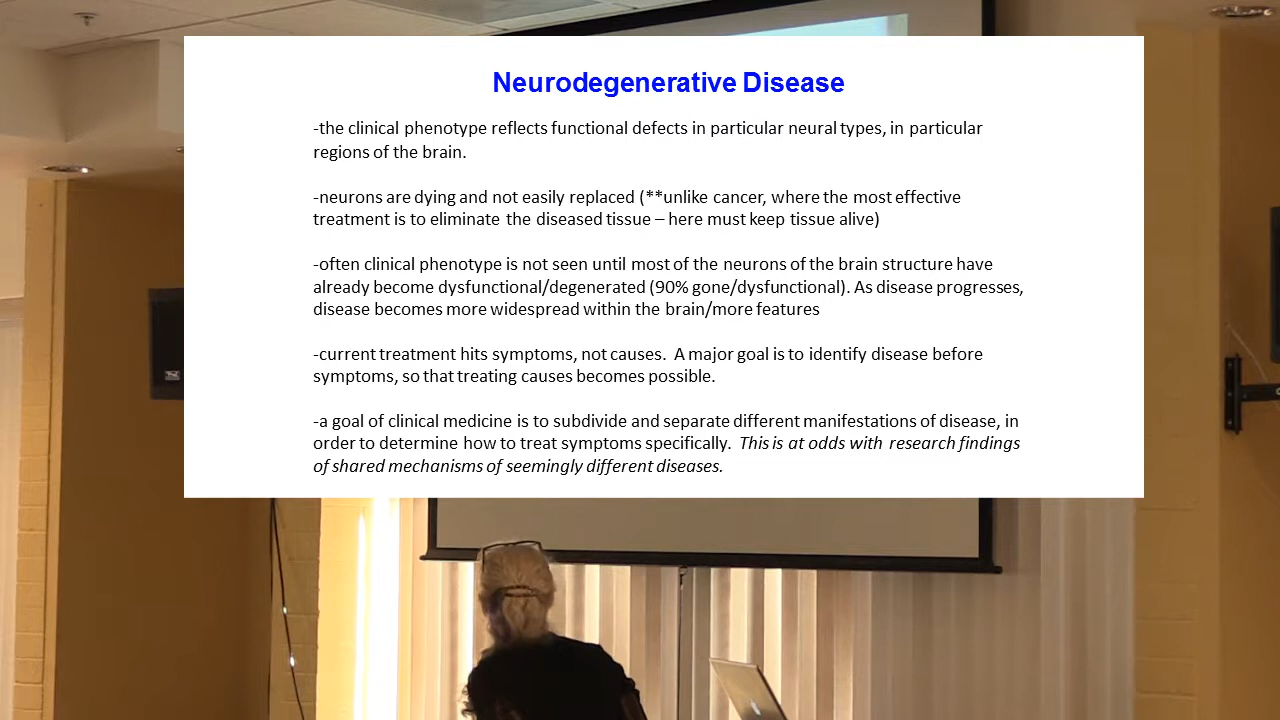 Neurodegenerative Disease
-the clinical phenotype reflects functional defects in particular neural types, in particular
regions of the brain.
-neurons are dying and not easily replaced (**unlike cancer, where the most effective
treatment is to eliminate the diseased tissue – here must keep tissue alive)
-often clinical phenotype is not seen until most of the neurons of the brain structure have
already become dysfunctional/degenerated (90% gone/dysfunctional). As disease progresses,
disease becomes more widespread within the brain/more features
-current treatment hits symptoms, not causes. A major goal is to identify disease before
symptoms, so that treating causes becomes possible.
-a goal of clinical medicine is to subdivide and separate different manifestations of disease, in
order to determine how to treat symptoms specifically. This is at odds with research findings
of shared mechanisms of seemingly different diseases.